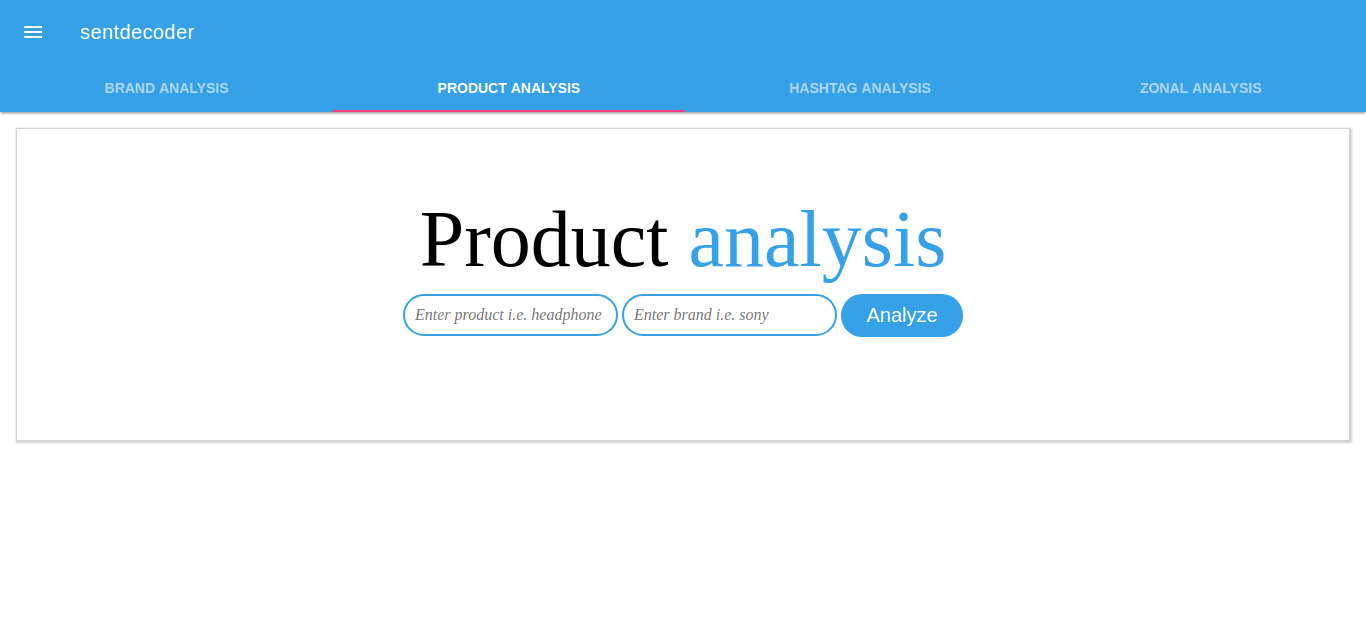 sentdecoder
BRAND ANALYSIS PRODUCT ANALYSIS HASHTAG ANALYSIS ZONAL ANALYSIS
Product analysis
Enter product i.e. headphone Enter brand i.e. sony Analyze